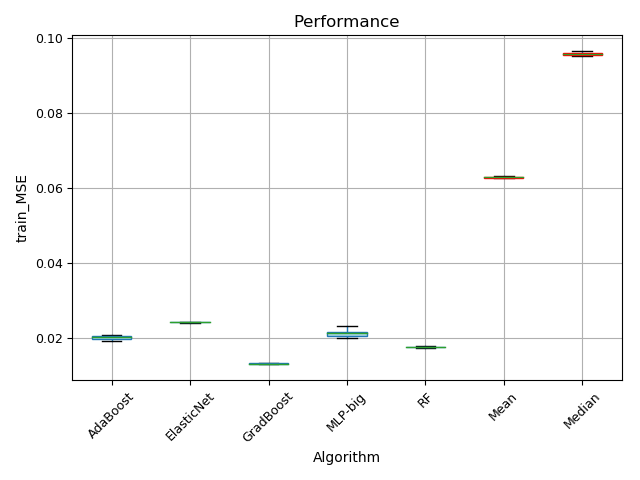 Performance
train_MSE
0.10
0.08
0.06
0.04
0.02
AdaBoost
ElasticNet
GradBoost
MLP-big
RF
Mean
Median
Algorithm